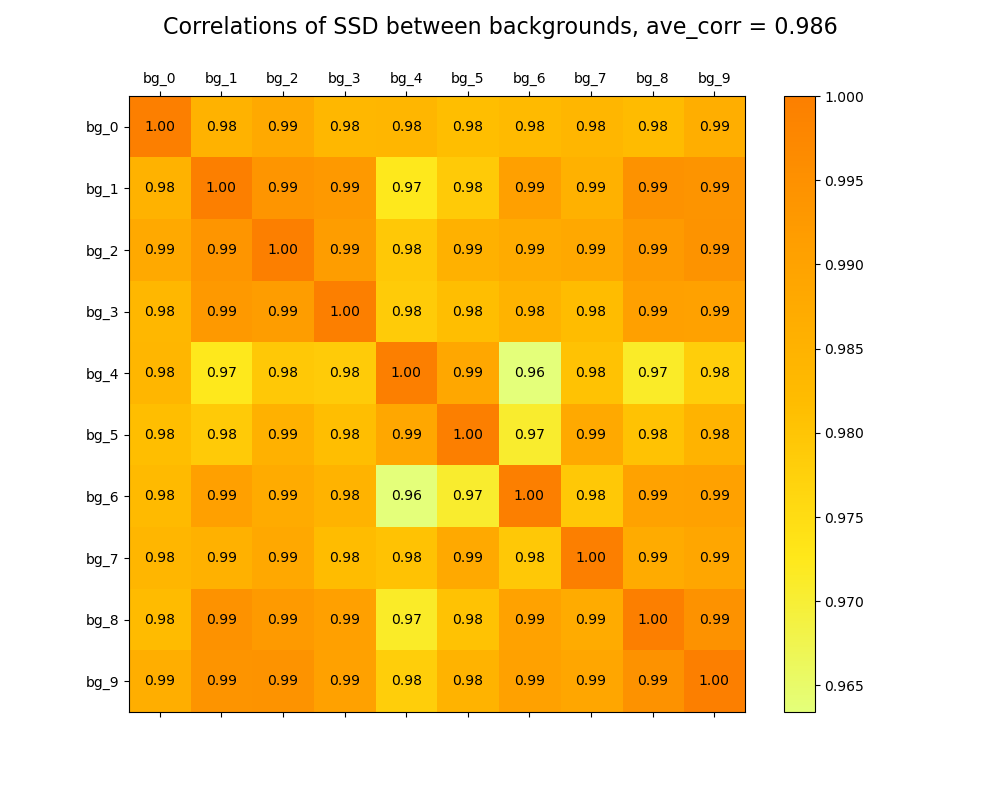 Correlations of SSD between backgrounds, ave_corr = 0.986
bg_0 bg_1 bg_2 bg_3 bg_4 bg_5 bg_6 bg_7 bg_8 bg_9
bg_0 1.00 0.98 0.99 0.98 0.98 0.98 0.98 0.98 0.98 0.99
bg_1 0.98 1.00 0.99 0.99 0.97 0.98 0.99 0.99 0.99 0.99
bg_2 0.99 0.99 1.00 0.99 0.98 0.99 0.99 0.99 0.99 0.99
bg_3 0.98 0.99 0.99 1.00 0.98 0.98 0.98 0.98 0.99 0.99
bg_4 0.98 0.97 0.98 0.98 1.00 0.99 0.96 0.98 0.97 0.98
bg_5 0.98 0.98 0.99 0.98 0.99 1.00 0.97 0.99 0.98 0.98
bg_6 0.98 0.99 0.99 0.98 0.96 0.97 1.00 0.98 0.99 0.99
bg_7 0.98 0.99 0.99 0.98 0.98 0.99 0.98 1.00 0.99 0.99
bg_8 0.98 0.99 0.99 0.99 0.97 0.98 0.99 0.99 1.00 0.99
bg_9 0.99 0.99 0.99 0.99 0.98 0.98 0.99 0.99 0.99 1.00
1.000
0.995
0.990
0.985
0.980
0.975
0.970
0.965